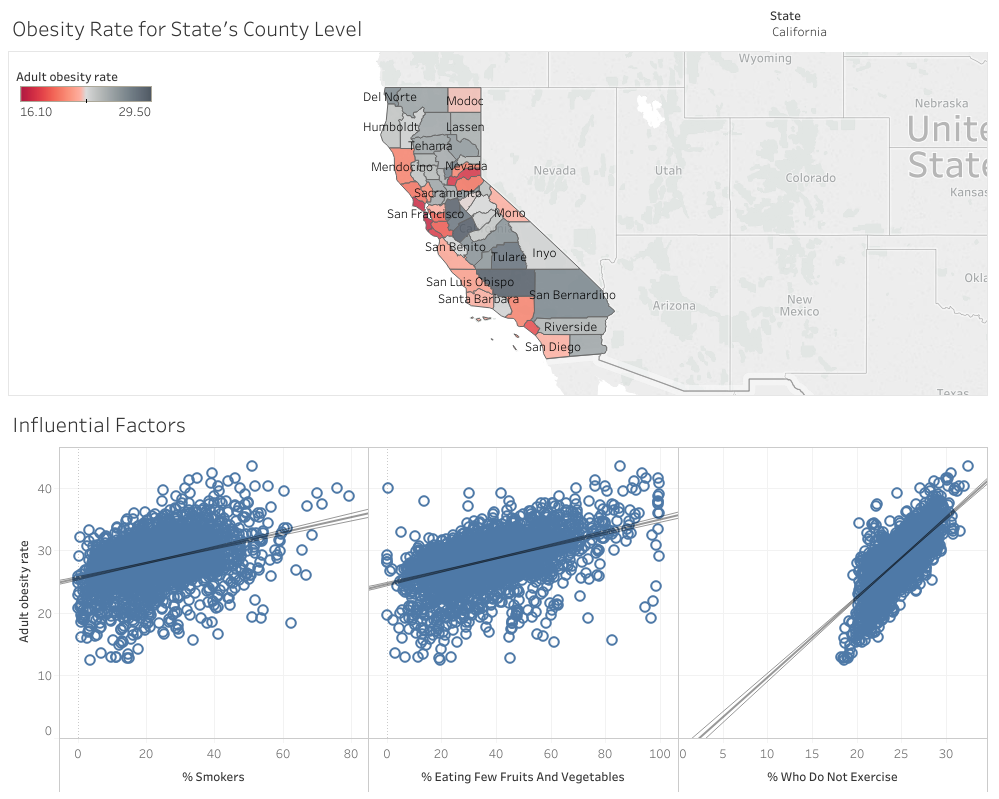 Obesity Rate for State's County Level
State
California
Adult obesity rate
16.10
29.50
Wyoming
Nebraska
Unite
State
Nevada
Utah
Colorado
Kansas
Arizona
New
Mexico
Okla
Texas
Del Norte
Modoc
Humboldt
Lassen
Tehama
Mendocino
Nevada
Sacramento
San Francisco
Mono
San Benito
Tulare
Inyo
San Luis Obispo
Santa Barbara
San Bernardino
Riverside
San Diego
Influential Factors
Adult obesity rate
40
30
20
10
0
0 20 40 60 80
% Smokers
0 20 40 60 80 100
% Eating Few Fruits And Vegetables
0 5 10 15 20 25 30
% Who Do Not Exercise